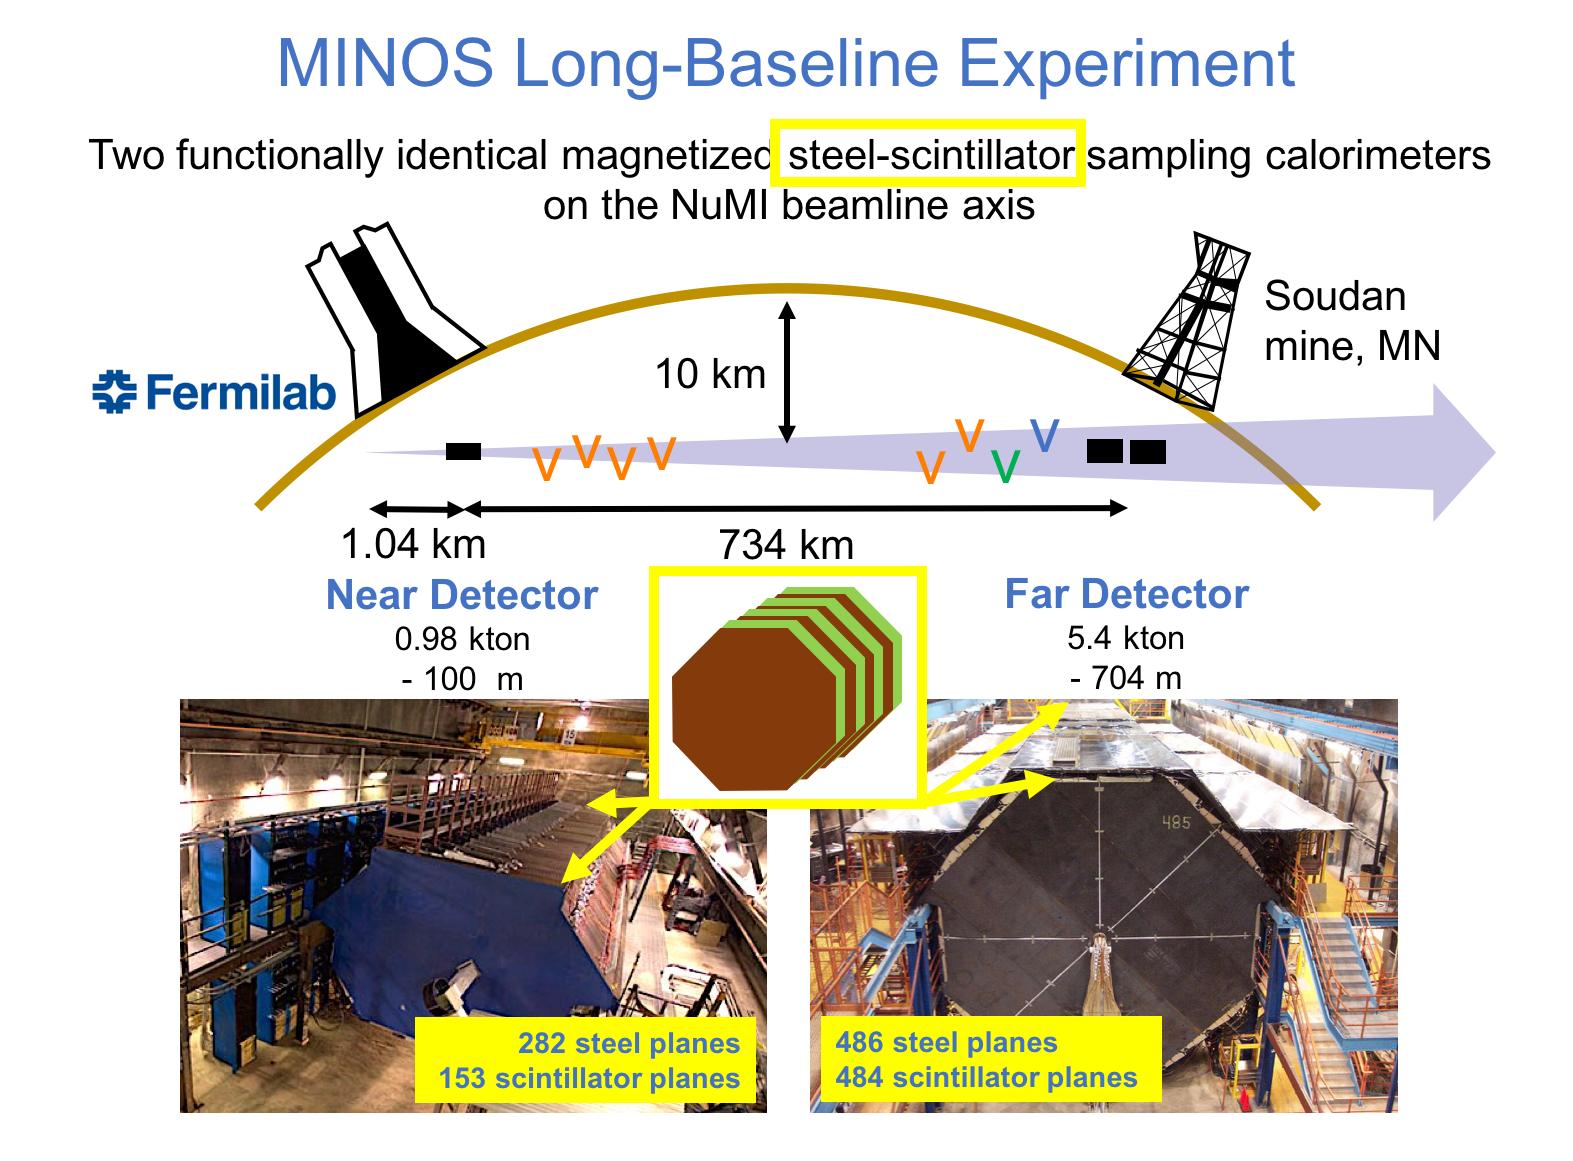 MINOS Long-Baseline Experiment
Two functionally identical magnetized steel-scintillator sampling calorimeters
on the NuMI beamline axis
Soudan
mine, MN
10 km
Fermilab
ν ν ν ν ν ν ν ν
1.04 km
734 km
Near Detector
0.98 kton
- 100 m
Far Detector
5.4 kton
- 704 m
15
485
282 steel planes
153 scintillator planes
486 steel planes
484 scintillator planes